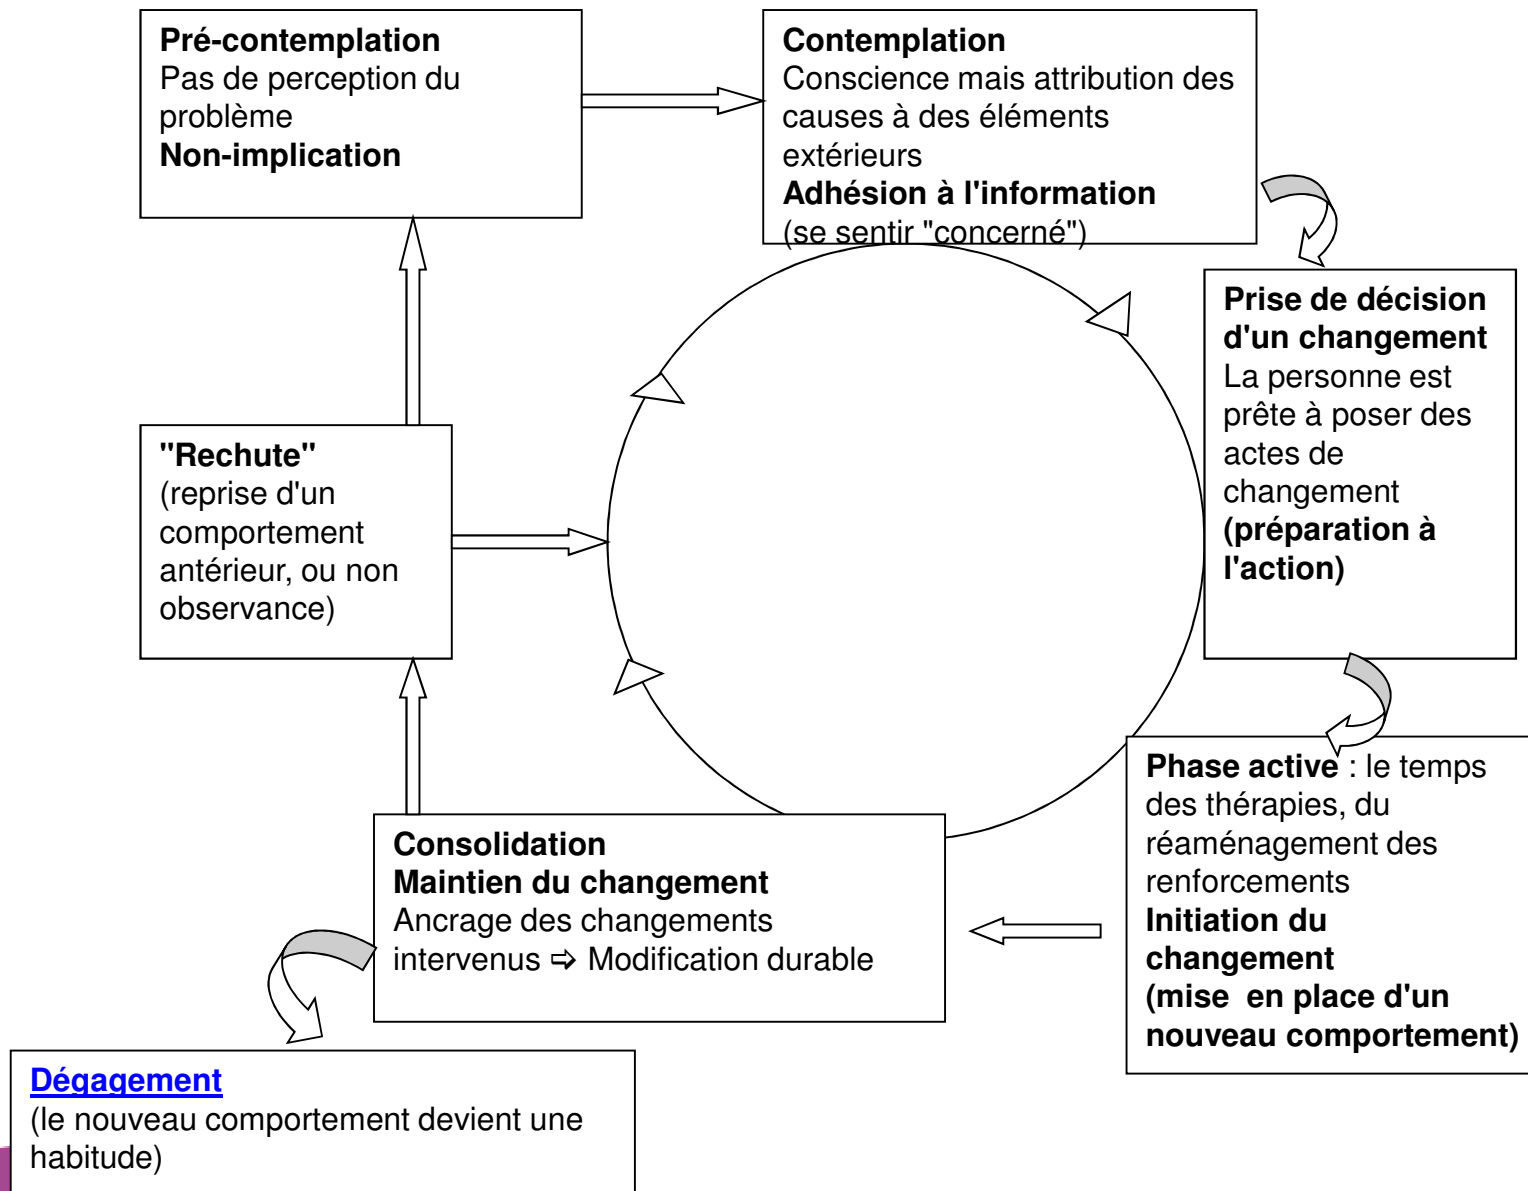 Pré-contemplation
Pas de perception du
problème
Non-implication
Contemplation
Conscience mais attribution des
causes à des éléments
extérieurs
Adhésion à l'information
(se sentir "concerné")
Prise de décision
d'un changement
La personne est
prête à poser des
actes de
changement
(préparation à
l'action)
"Rechute"
(reprise d'un
comportement
antérieur, ou non
observance)
Phase active : le temps
des thérapies, du
réaménagement des
renforcements
Initiation du
changement
(mise en place d'un
nouveau comportement)
Consolidation
Maintien du changement
Ancrage des changements
intervenus ⇨ Modification durable
Dégagement
(le nouveau comportement devient une
habitude)